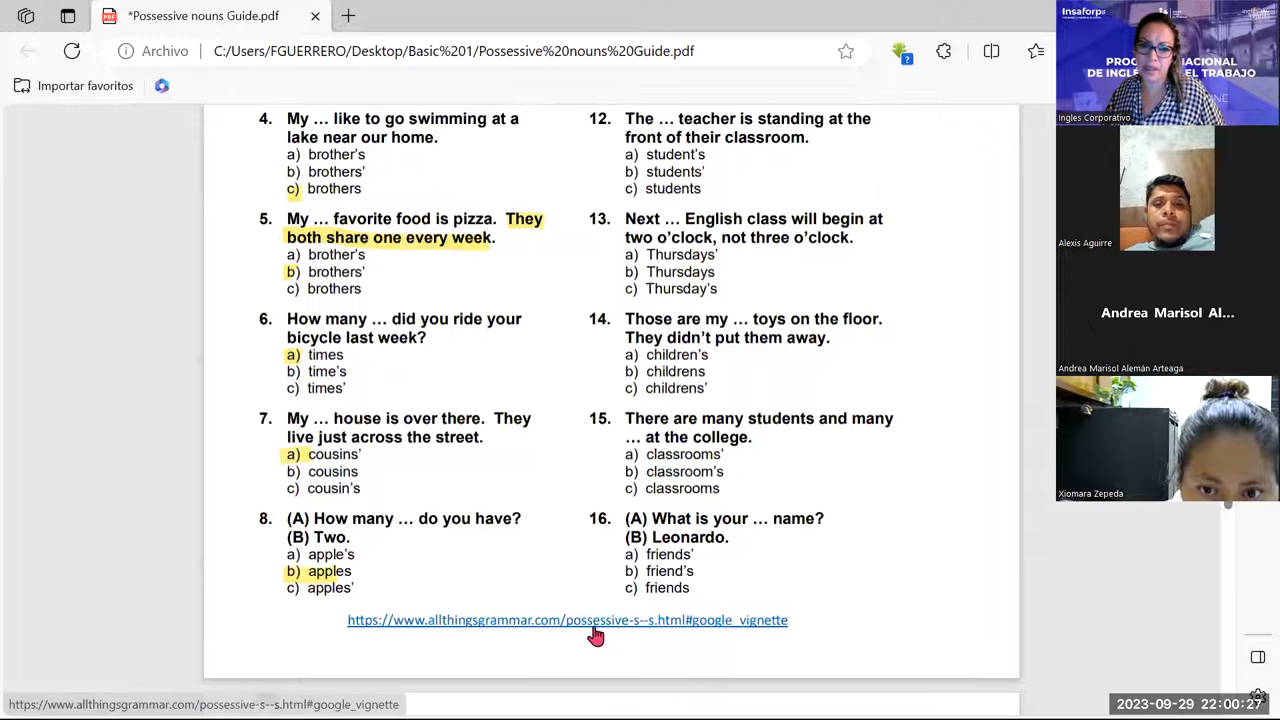 *Possessive nouns Guide.pdf
Archivo
C:/Users/FGUERRERO/Desktop/Basic%201/Possessive%20nouns%20Guide.pdf
Importar favoritos
4. My … like to go swimming at a
lake near our home.
a) brother's
b) brothers'
c) brothers
5. My … favorite food is pizza. They
both share one every week.
a) brother's
b) brothers'
c) brothers
6. How many … did you ride your
bicycle last week?
a) times
b) time's
c) times'
7. My … house is over there. They
live just across the street.
a) cousins'
b) cousins
c) cousin's
8. (A) How many … do you have?
(B) Two.
a) apple's
b) apples
c) apples'
12. The … teacher is standing at the
front of their classroom.
a) student's
b) students'
c) students
13. Next … English class will begin at
two o'clock, not three o'clock.
a) Thursdays'
b) Thursdays
c) Thursday's
14. Those are my … toys on the floor.
They didn't put them away.
a) children's
b) childrens
c) childrens'
15. There are many students and many
… at the college.
a) classrooms'
b) classroom's
c) classrooms
16. (A) What is your … name?
(B) Leonardo.
a) friends'
b) friend's
c) friends
https://www.allthingsgrammar.com/possessive-s--s.html#google_vignette
https://www.allthingsgrammar.com/possessive-s--s.html#google_vignette
Insaforp
DE INGL EL TRABAJO
Ingles Corporativo
Alexis Aguirre
Andrea Marisol Al...
Andrea Marisol Alemán Arteaga
Xiomara Zepeda
2023-09-29 22:00:27